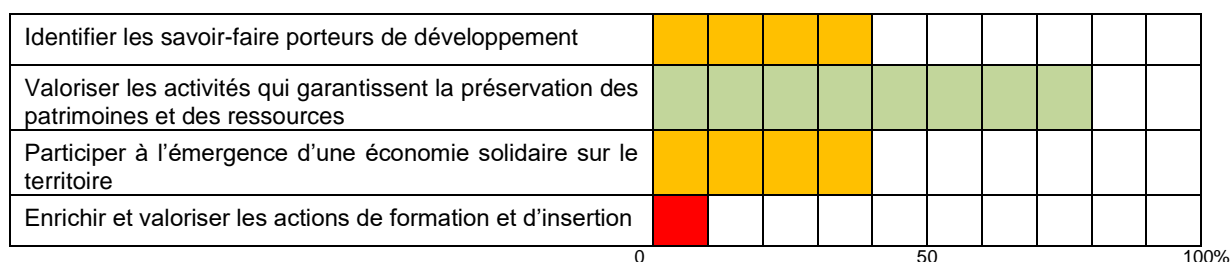 Identifier les savoir-faire porteurs de développement
Valoriser les activités qui garantissent la préservation des
patrimoines et des ressources
Participer à l’émergence d’une économie solidaire sur le
territoire
Enrichir et valoriser les actions de formation et d’insertion
0 50 100%